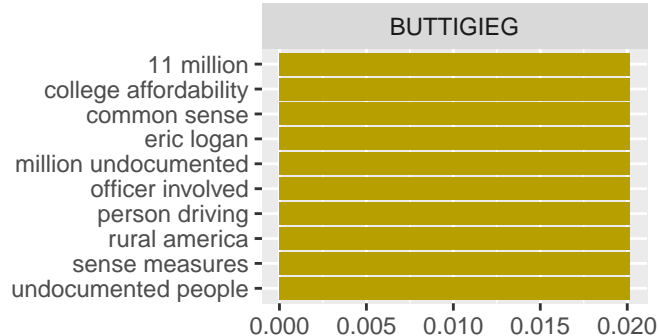 BUTTIGIEG
11 million
college affordability
common sense
eric logan
million undocumented
officer involved
person driving
rural america
sense measures
undocumented people
0.000 0.005 0.010 0.015 0.020